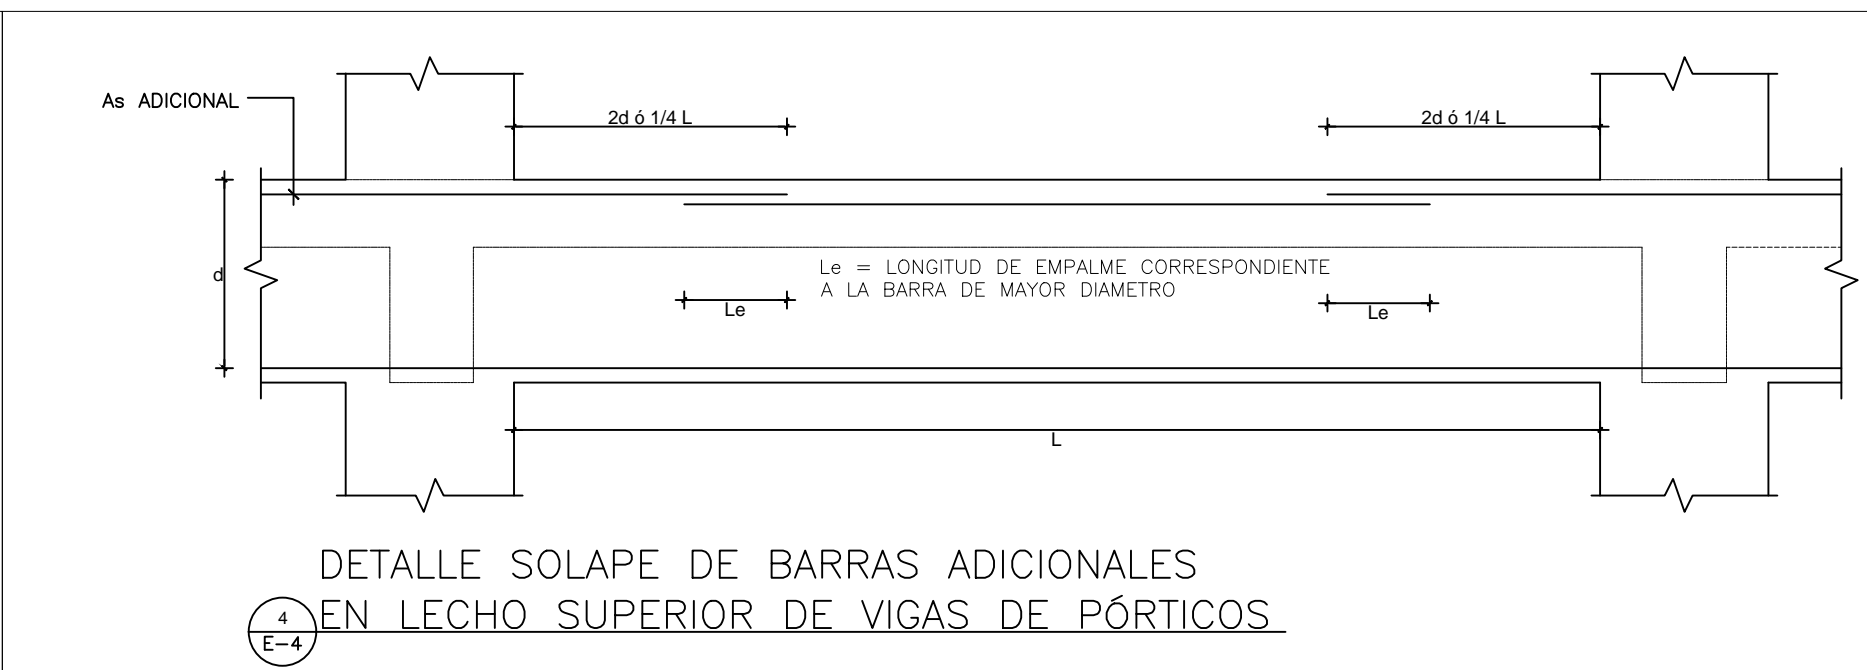 As ADICIONAL
2d ó 1/4 L
2d ó 1/4 L
d
Le = LONGITUD DE EMPALME CORRESPONDIENTE
A LA BARRA DE MAYOR DIAMETRO
Le
Le
L
DETALLE SOLAPE DE BARRAS ADICIONALES
EN LECHO SUPERIOR DE VIGAS DE PÓRTICOS
4
E-4